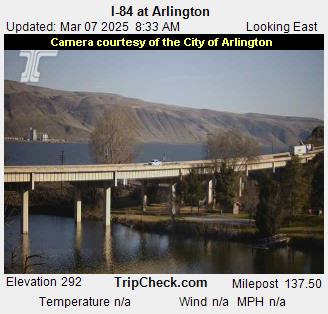 I-84 at Arlington
Updated: Mar 07 2025 8:33 AM Looking East
Camera courtesy of the City of Arlington
Elevation 292 TripCheck.com Milepost 137.50
Temperature n/a Wind n/a MPH n/a